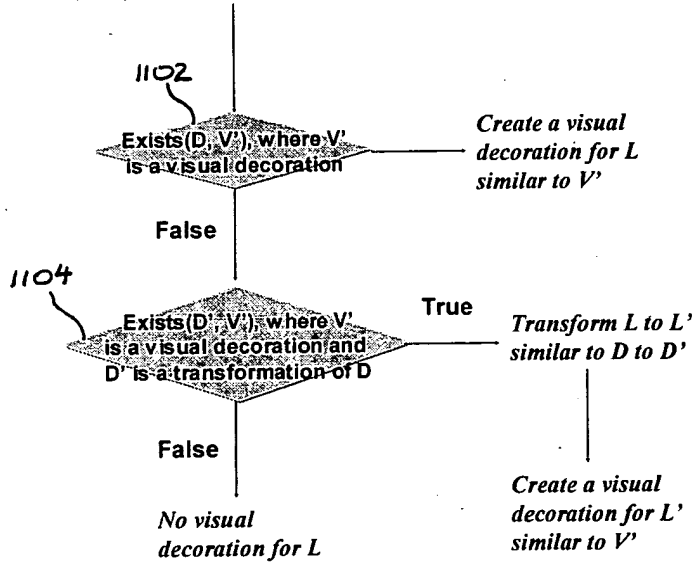 1102
Exists(D, V'), where V'
is a visual decoration
Create a visual
decoration for L
similar to V'
False
1104
Exists(D', V'), where V'
is a visual decoration and
D' is a transformation of D
True
Transform L to L'
similar to D to D'
False
No visual
decoration for L
Create a visual
decoration for L'
similar to V'